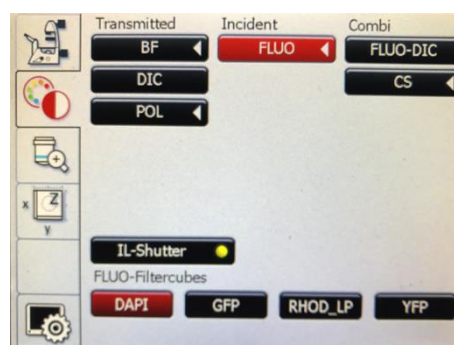 Transmitted Incident Combi
BF FLUO FLUO-DIC
DIC CS
POL
Z
x
y
IL-Shutter
FLUO-Filtercubes
DAPI GFP RHOD_LP YFP